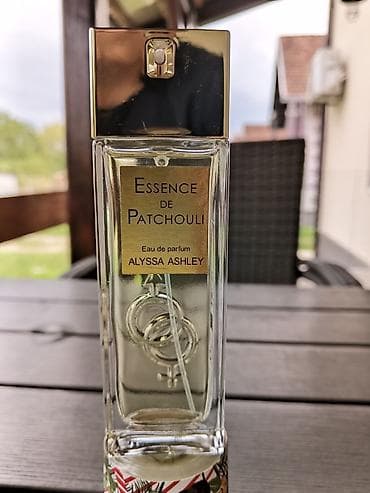 ESSENCE
DE
PATCHOULI
Eau de parfum
ALYSSA ASHLEY